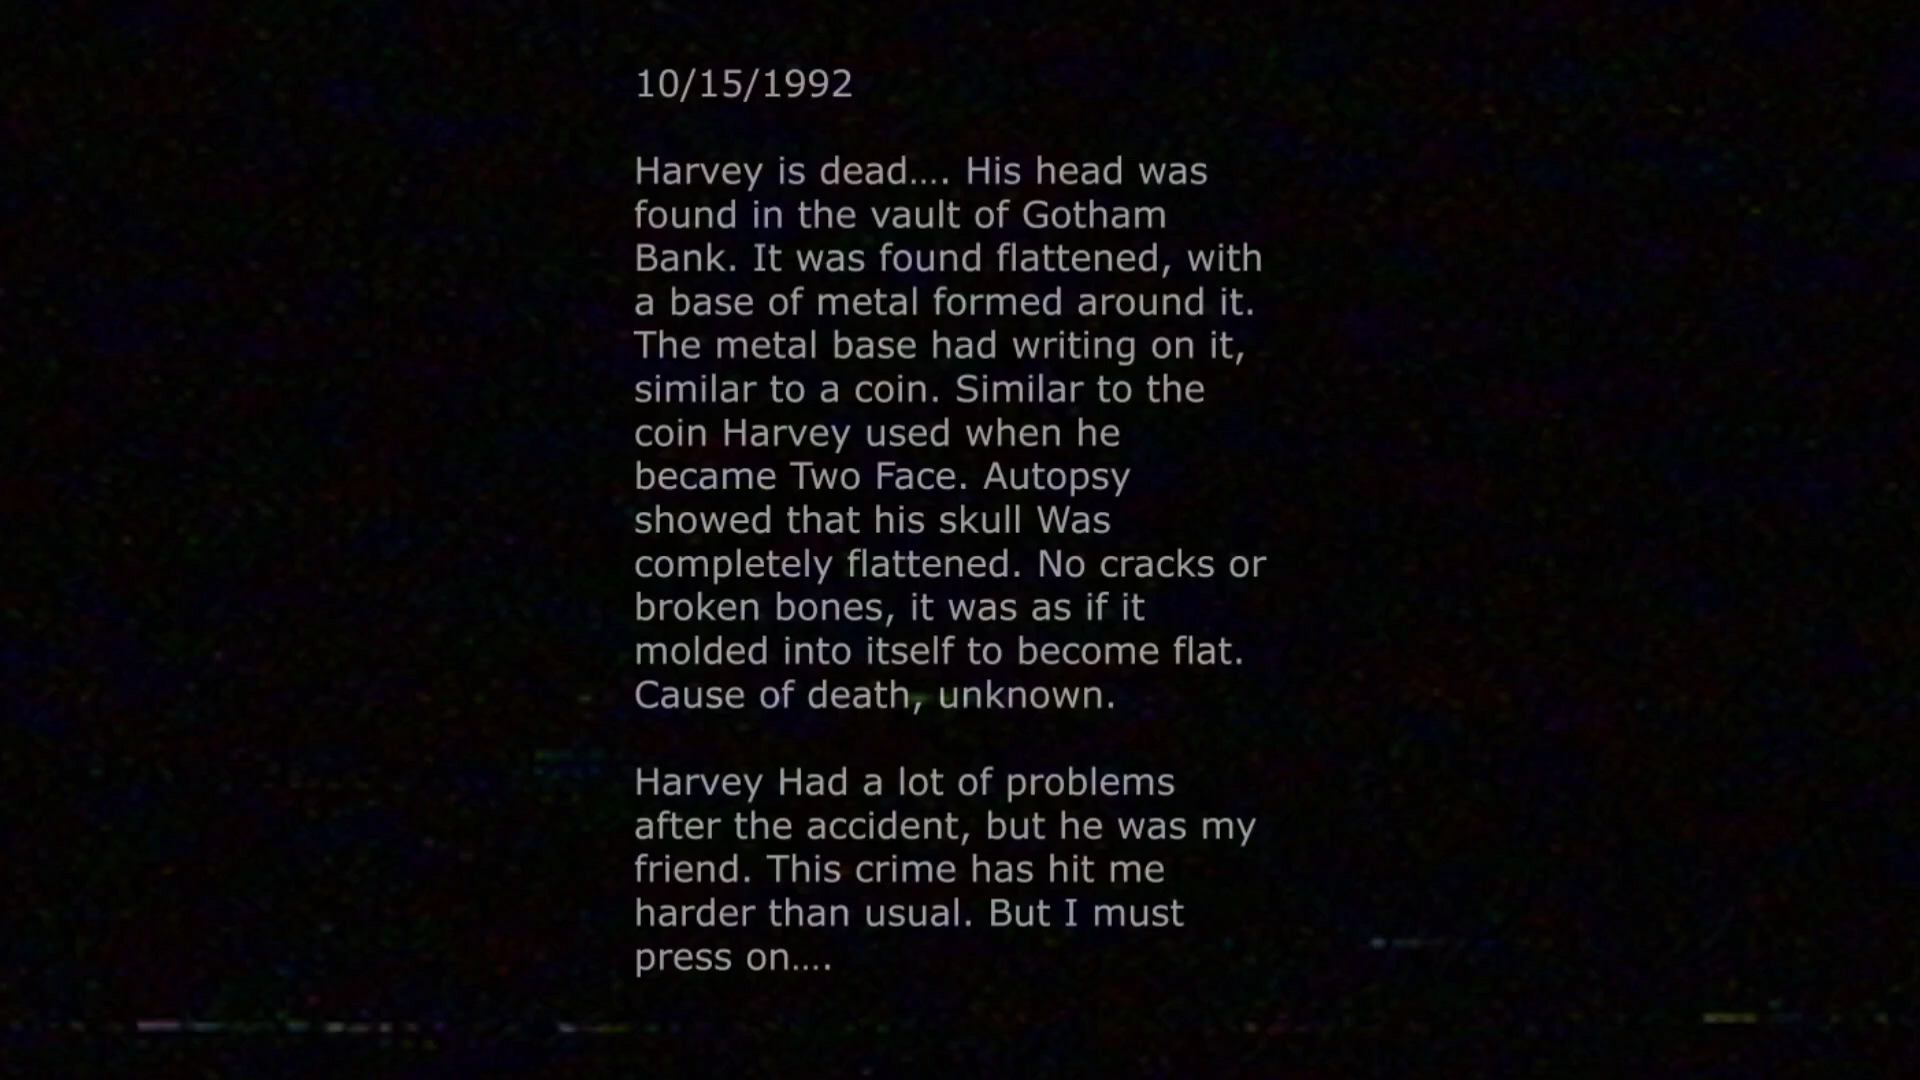 10/15/1992
Harvey is dead.... His head was
found in the vault of Gotham
Bank. It was found flattened, with
a base of metal formed around it.
The metal base had writing on it,
similar to a coin. Similar to the
coin Harvey used when he
became Two Face. Autopsy
showed that his skull Was
completely flattened. No cracks or
broken bones, it was as if it
molded into itself to become flat.
Cause of death, unknown.
Harvey Had a lot of problems
after the accident, but he was my
friend. This crime has hit me
harder than usual. But I must
press on....